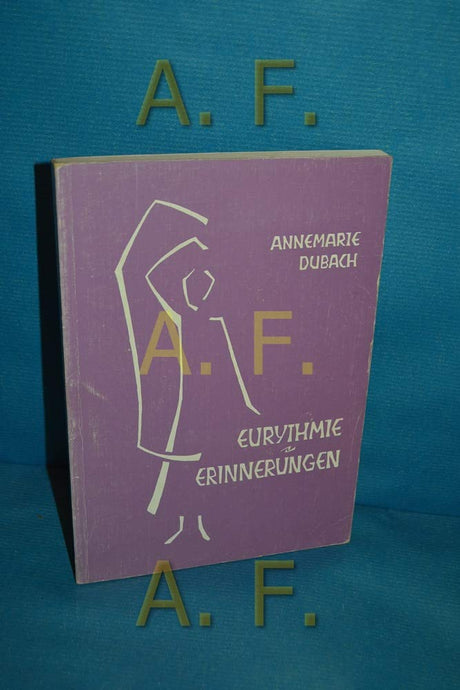 A. F.
ANNEMARIE
DUBACH
A. F.
EURYTHMIE
ERINNERUNGEN
A. F.